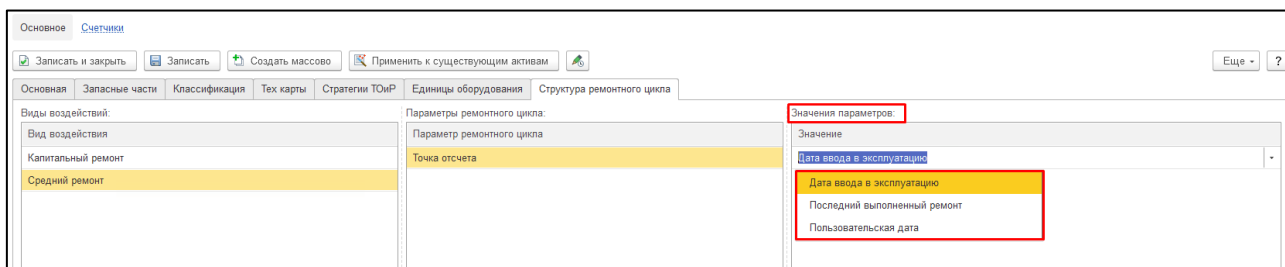 Основное Счетчики
Записать и закрыть Записать Создать массово Применить к существующим активам Еще ?
Основная Запасные части Классификация Тех карты Стратегии ТОиР Единицы оборудования Структура ремонтного цикла
Виды воздействий: Параметры ремонтного цикла: Значения параметров:
Вид воздействия Параметр ремонтного цикла Значение
Капитальный ремонт Точка отсчета Дата ввода в эксплуатацию
Средний ремонт Дата ввода в эксплуатацию
Последний выполненный ремонт
Пользовательская дата